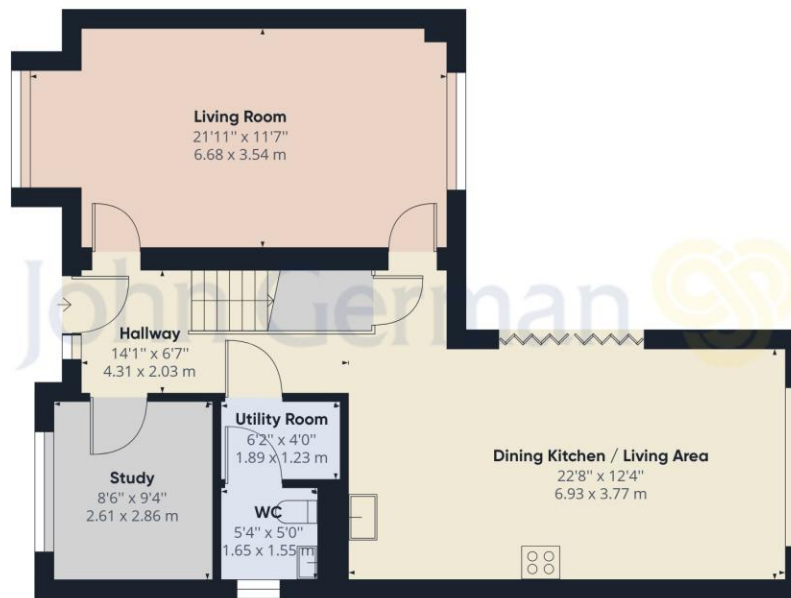 Living Room
21'11" x 11'7"
6.68 x 3.54 m
John German
Hallway
14'1" x 6'7"
4.31 x 2.03 m
Utility Room
6'2" x 4'0"
1.89 x 1.23 m
Dining Kitchen / Living Area
22'8" x 12'4"
6.93 x 3.77 m
Study
8'6" x 9'4"
2.61 x 2.86 m
WC
5'4" x 5'0"
1.65 x 1.55 m